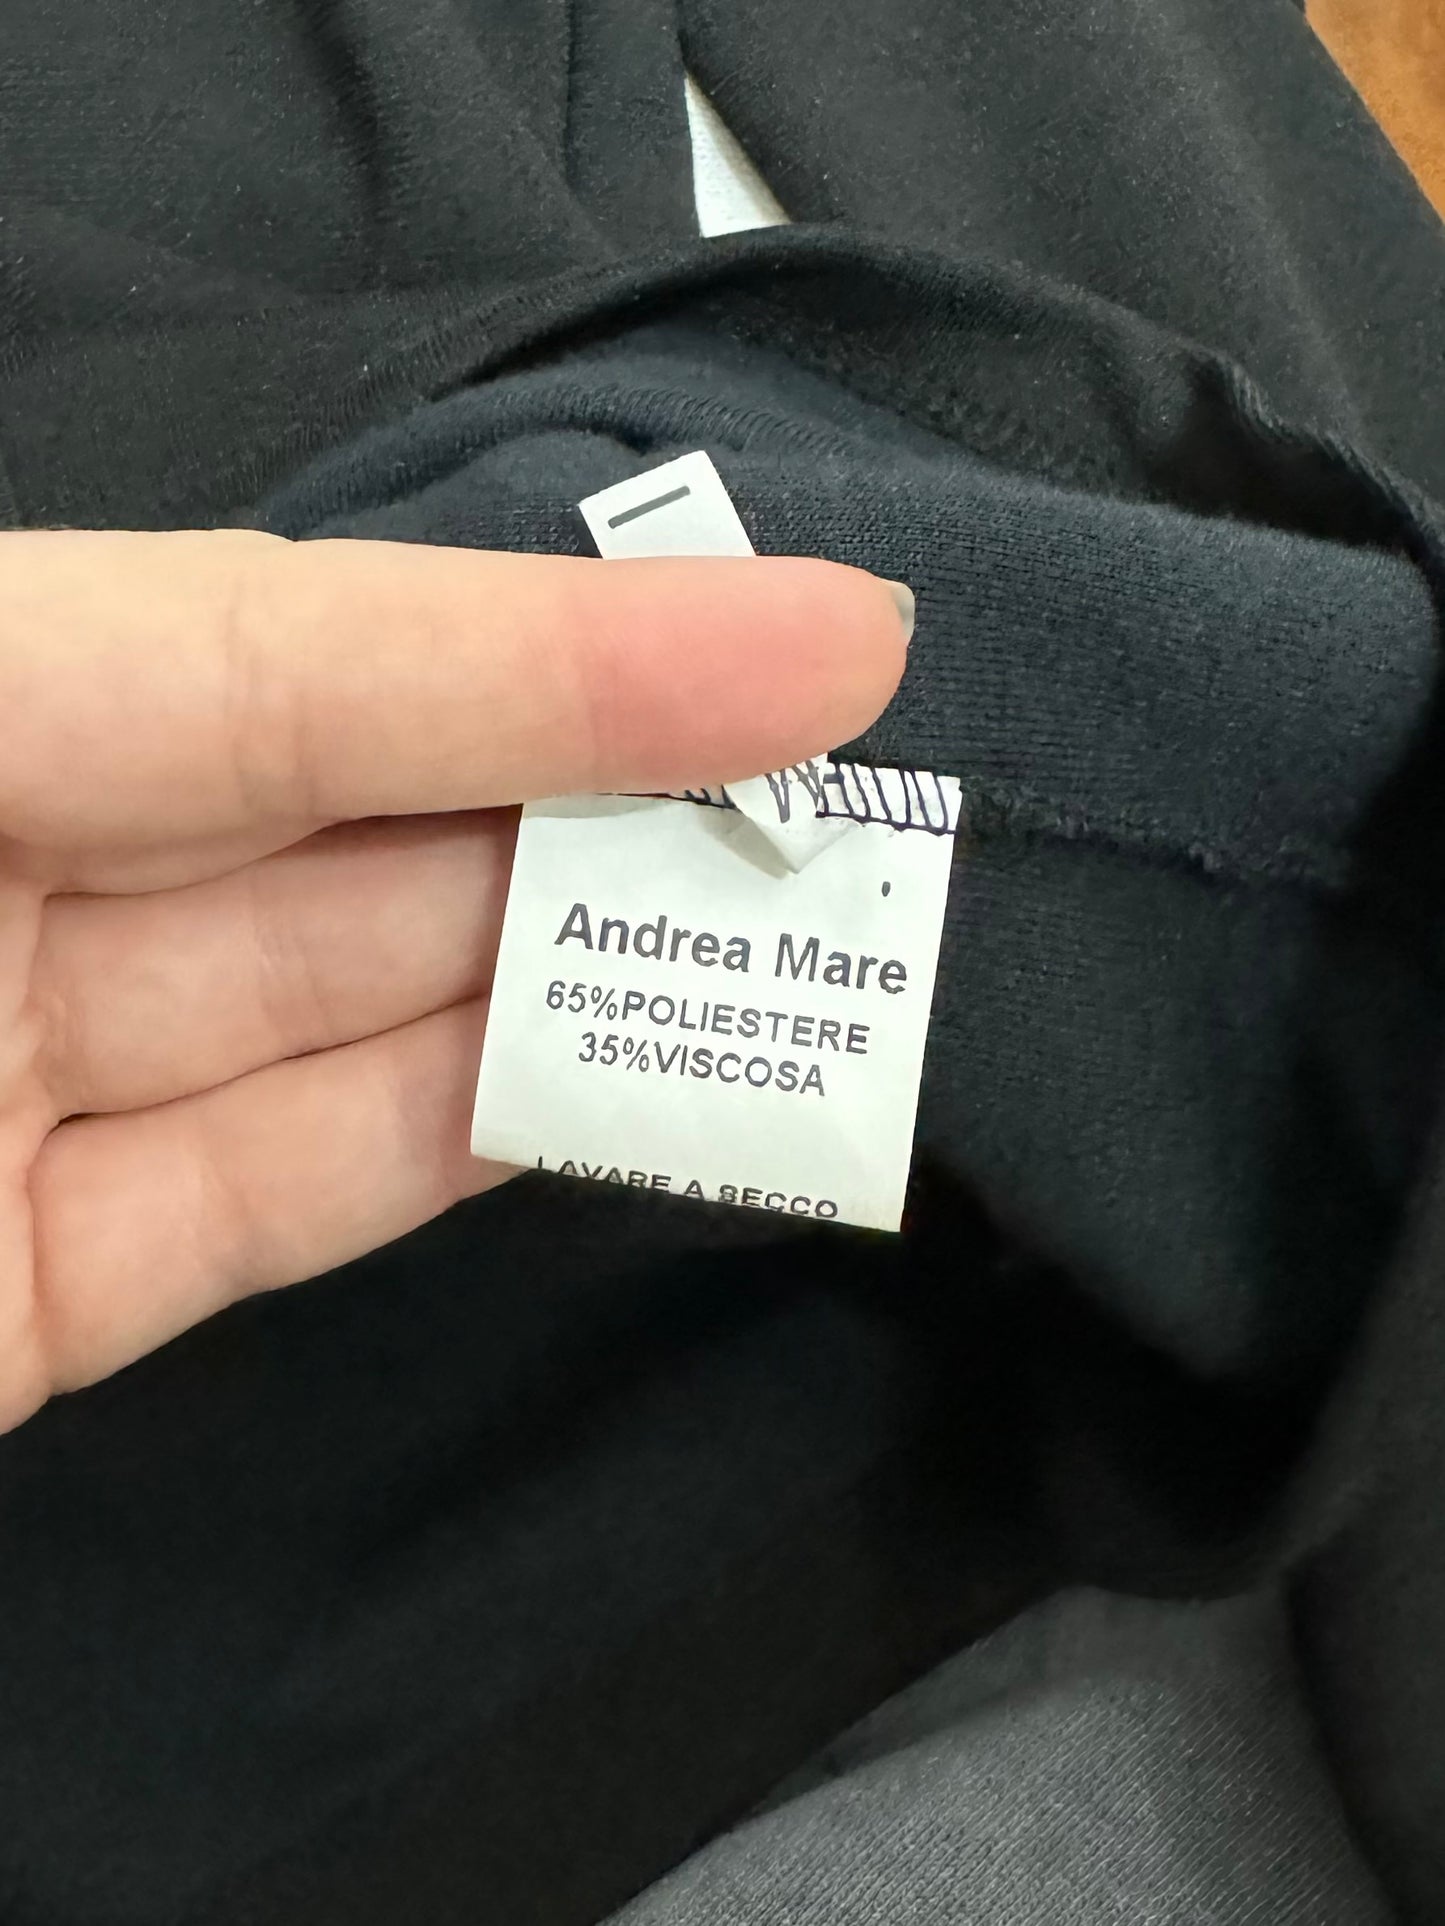 Andrea Mare
65%POLIESTERE
35%VISCOSA
LAVARE A SECCO